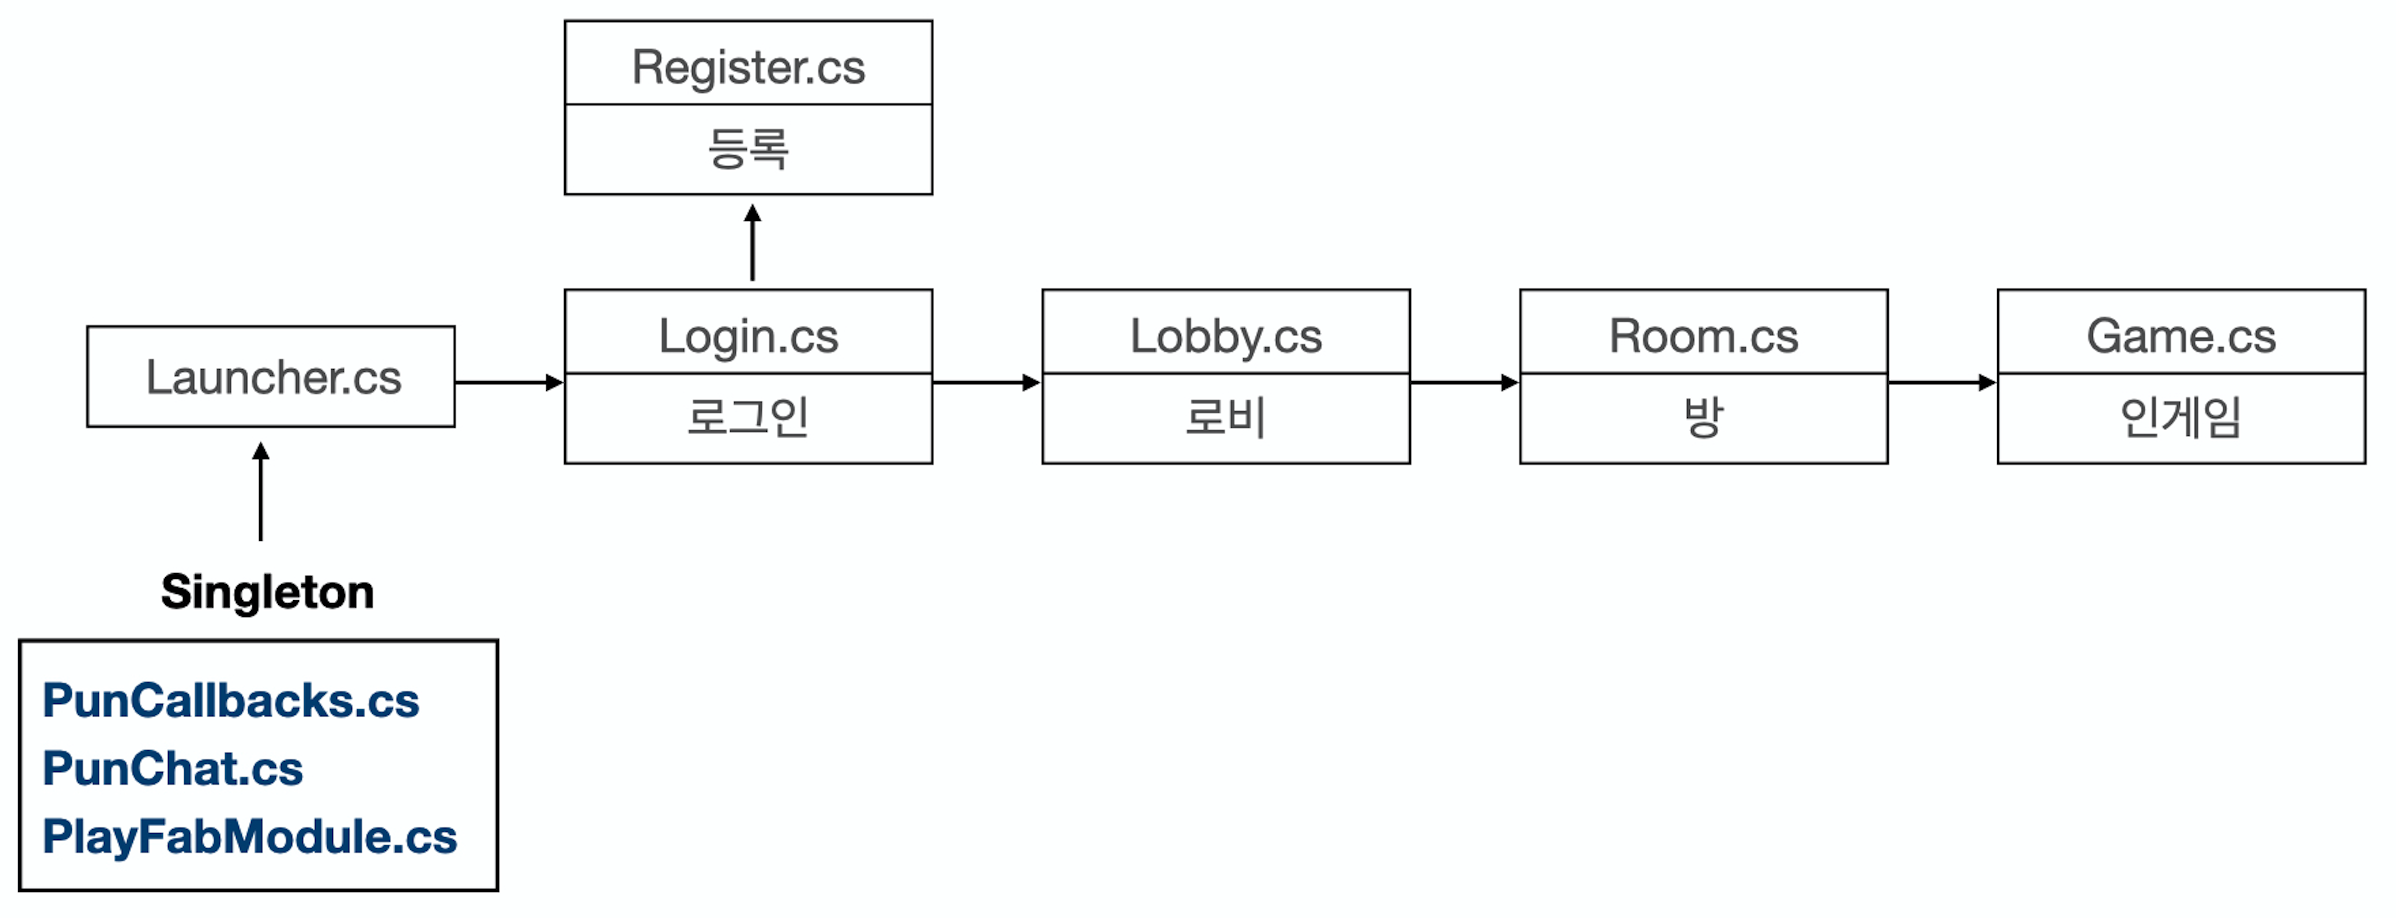 Register.cs
등록
Launcher.cs
Login.cs
로그인
Lobby.cs
로비
Room.cs
방
Game.cs
인게임
Singleton
PunCallbacks.cs
PunChat.cs
PlayFabModule.cs